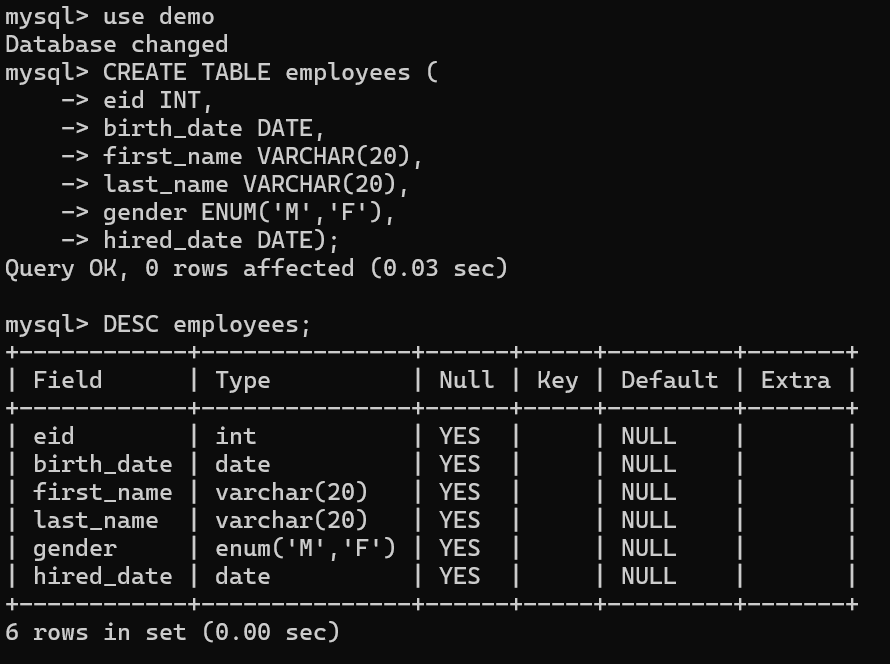 mysql> use demo
Database changed
mysql> CREATE TABLE employees (
    -> eid INT,
    -> birth_date DATE,
    -> first_name VARCHAR(20),
    -> last_name VARCHAR(20),
    -> gender ENUM('M','F'),
    -> hired_date DATE);
Query OK, 0 rows affected (0.03 sec)

mysql> DESC employees;
+------------+---------------+------+-----+---------+-------+
| Field      | Type          | Null | Key | Default | Extra |
+------------+---------------+------+-----+---------+-------+
| eid        | int           | YES  |     | NULL    |       |
| birth_date | date          | YES  |     | NULL    |       |
| first_name | varchar(20)   | YES  |     | NULL    |       |
| last_name  | varchar(20)   | YES  |     | NULL    |       |
| gender     | enum('M','F') | YES  |     | NULL    |       |
| hired_date | date          | YES  |     | NULL    |       |
+------------+---------------+------+-----+---------+-------+
6 rows in set (0.00 sec)